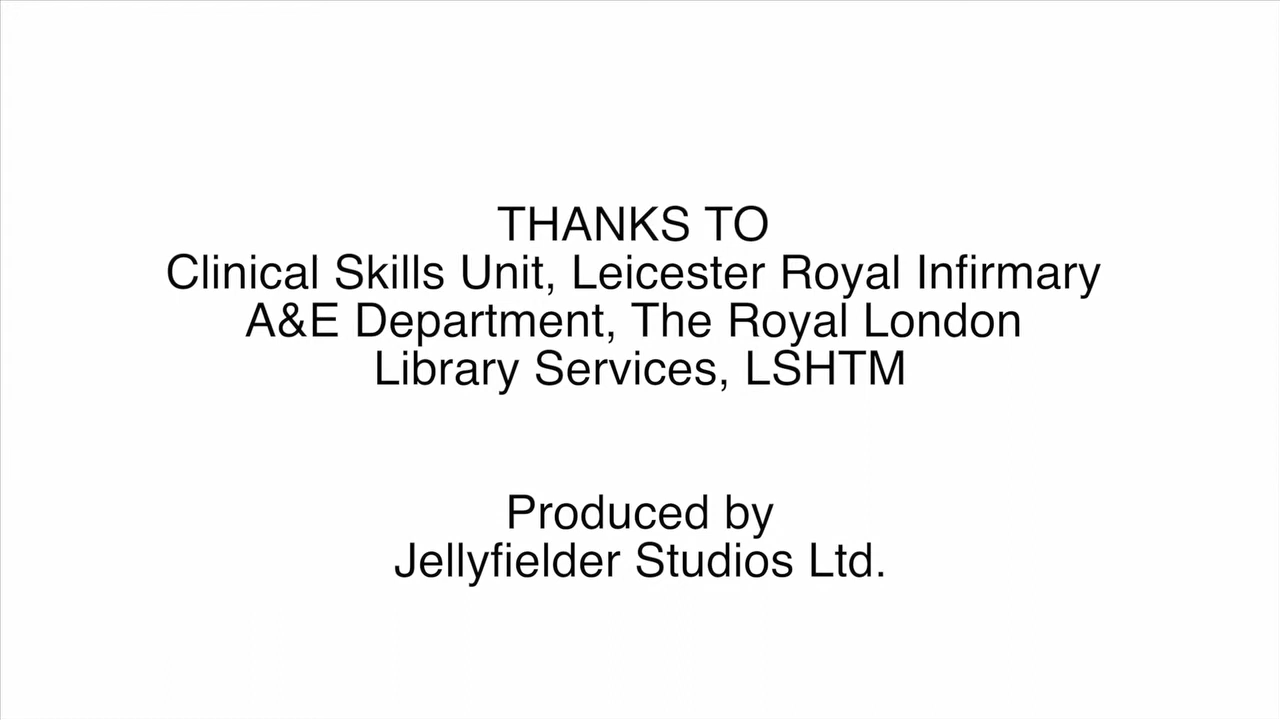 THANKS TO
Clinical Skills Unit, Leicester Royal Infirmary
A&E Department, The Royal London
Library Services, LSHTM
Produced by
Jellyfielder Studios Ltd.